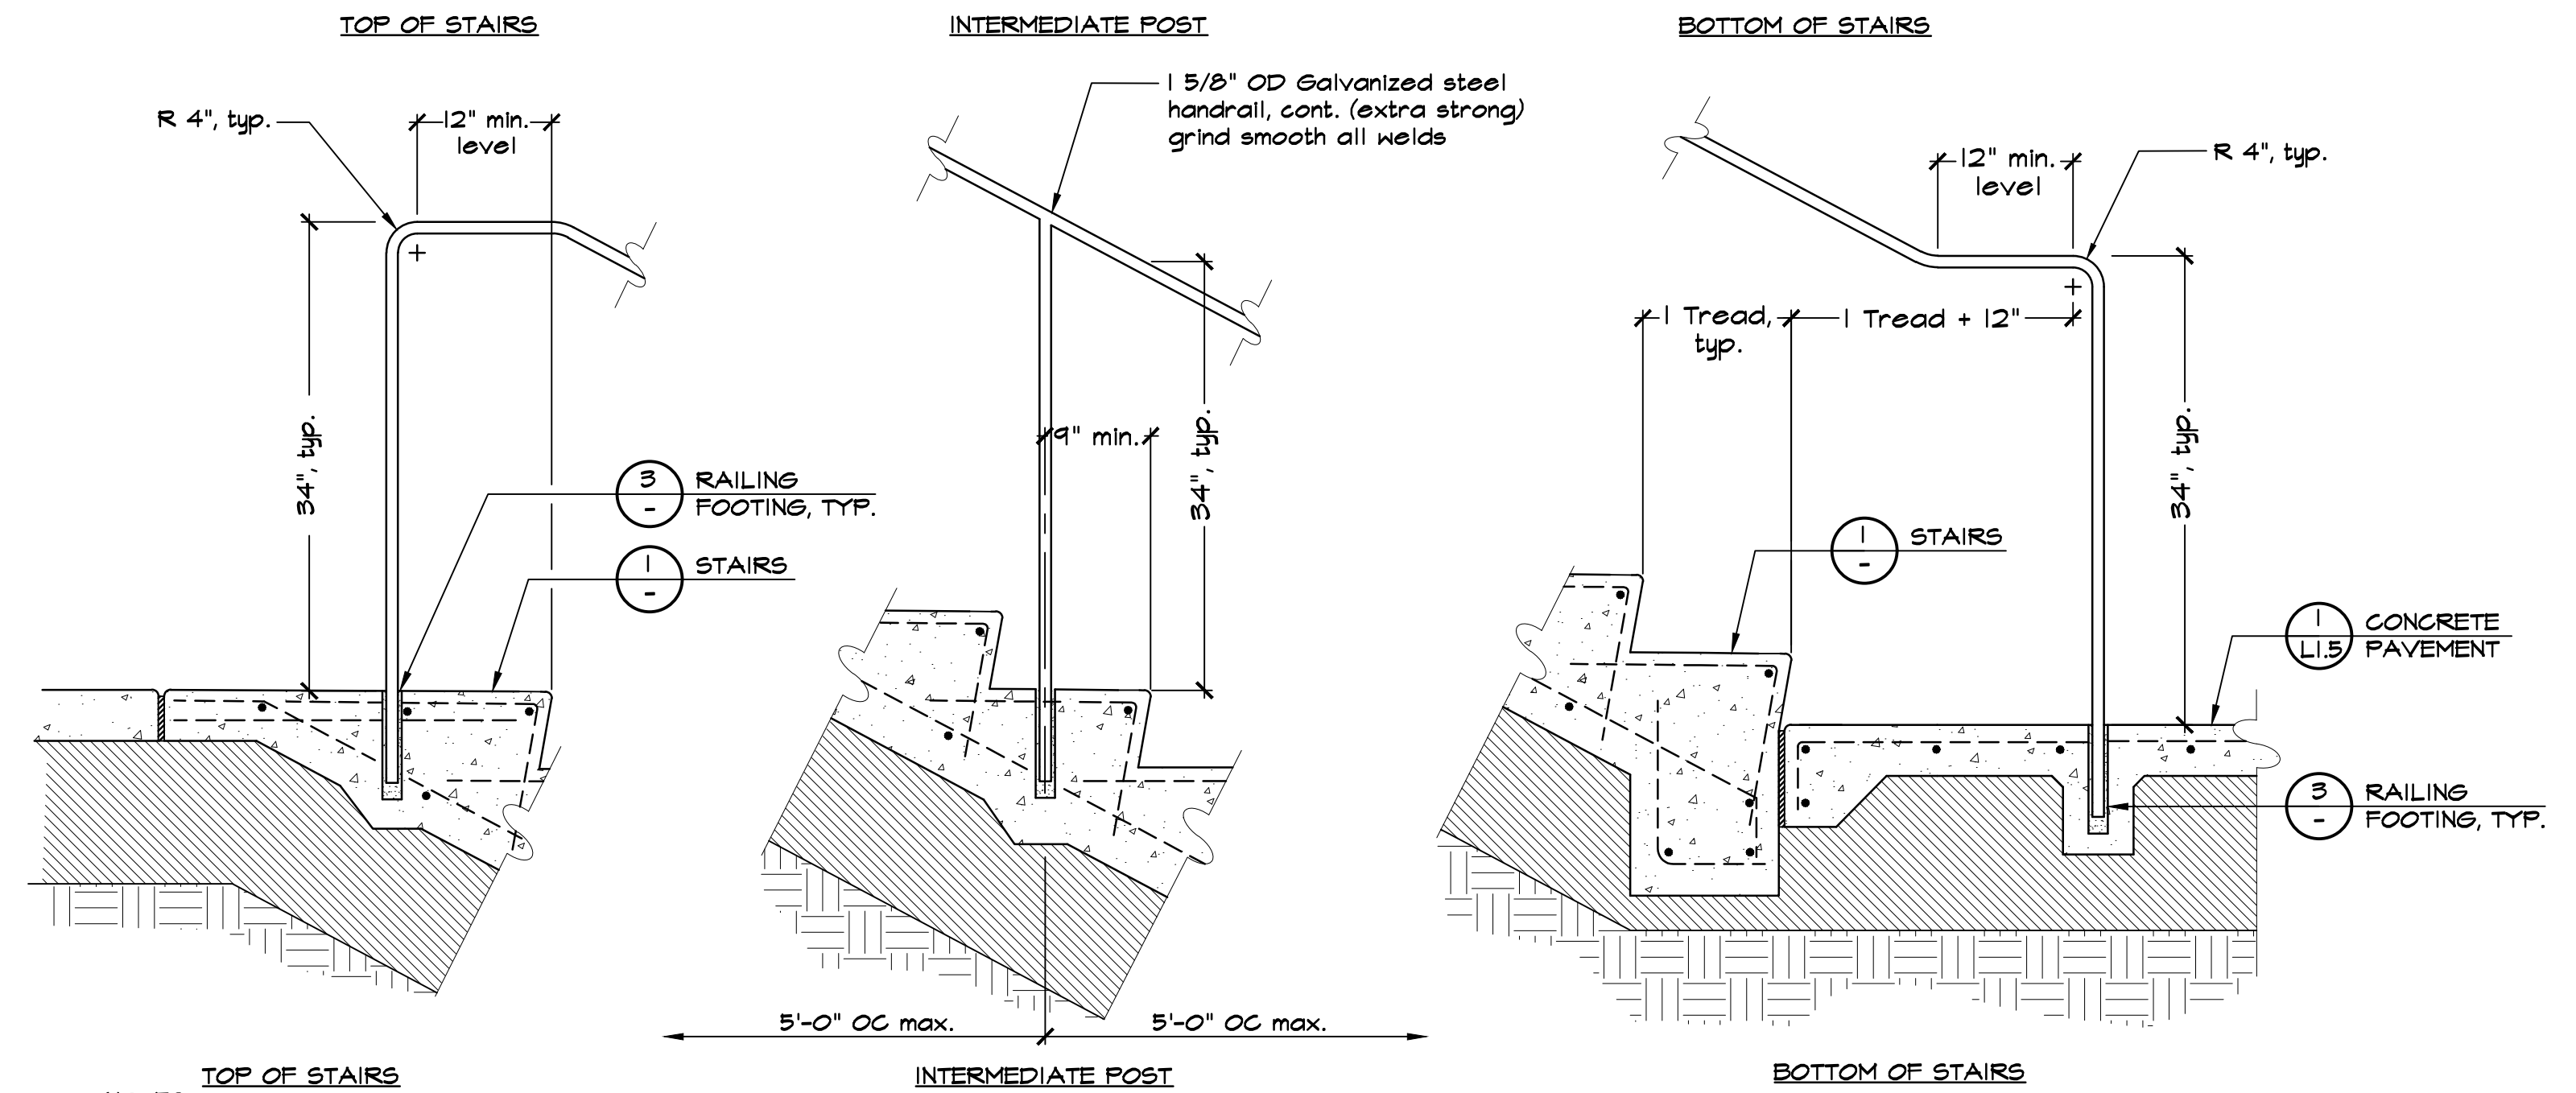 TOP OF STAIRS
INTERMEDIATE POST
BOTTOM OF STAIRS
R 4", typ.
12" min.
level
34", typ.
3
-
RAILING
FOOTING, TYP.
1
-
STAIRS
1 5/8" OD Galvanized steel
handrail, cont. (extra strong)
grind smooth all welds
9" min.
34", typ.
5'-0" OC max.
5'-0" OC max.
12" min.
level
R 4", typ.
1 Tread,
typ.
1 Tread + 12"
34", typ.
1
-
STAIRS
1
L1.5
CONCRETE
PAVEMENT
3
-
RAILING
FOOTING, TYP.
TOP OF STAIRS
INTERMEDIATE POST
BOTTOM OF STAIRS